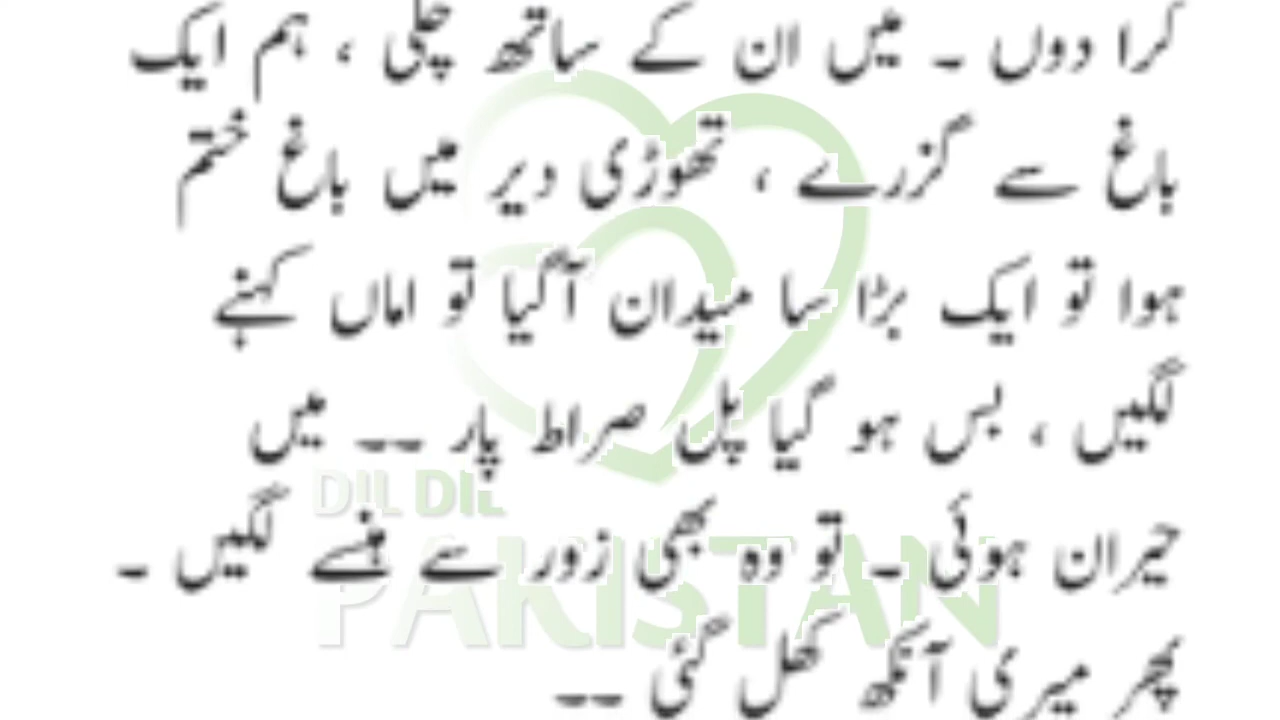 کرا دوں ۔ میں ان کے ساتھ چلی ، ہم ایک
باغ سے گزرے ، تھوڑی دیر میں باغ ختم
ہوا تو ایک بڑا سا میدان آگیا تو اماں کہنے
لگیں ، بس ہو گیا پل صراط پار ۔۔ میں
حیران ہوئی ۔ تو وہ بھی زور سے ہنسے لگیں ۔
پھر میری آنکھ کھل گئی ۔۔
DIL DIL
PAKISTAN